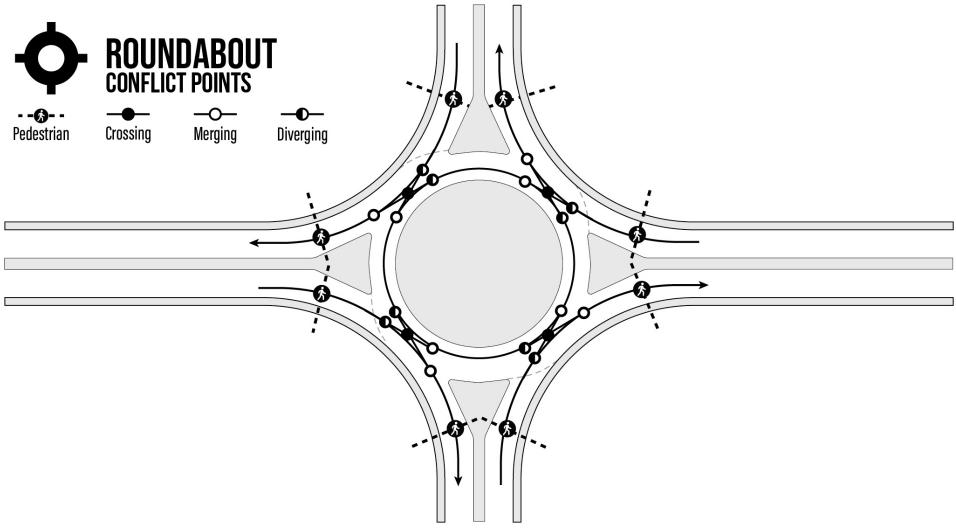 ROUNDABOUT
CONFLICT POINTS
Pedestrian Crossing Merging Diverging